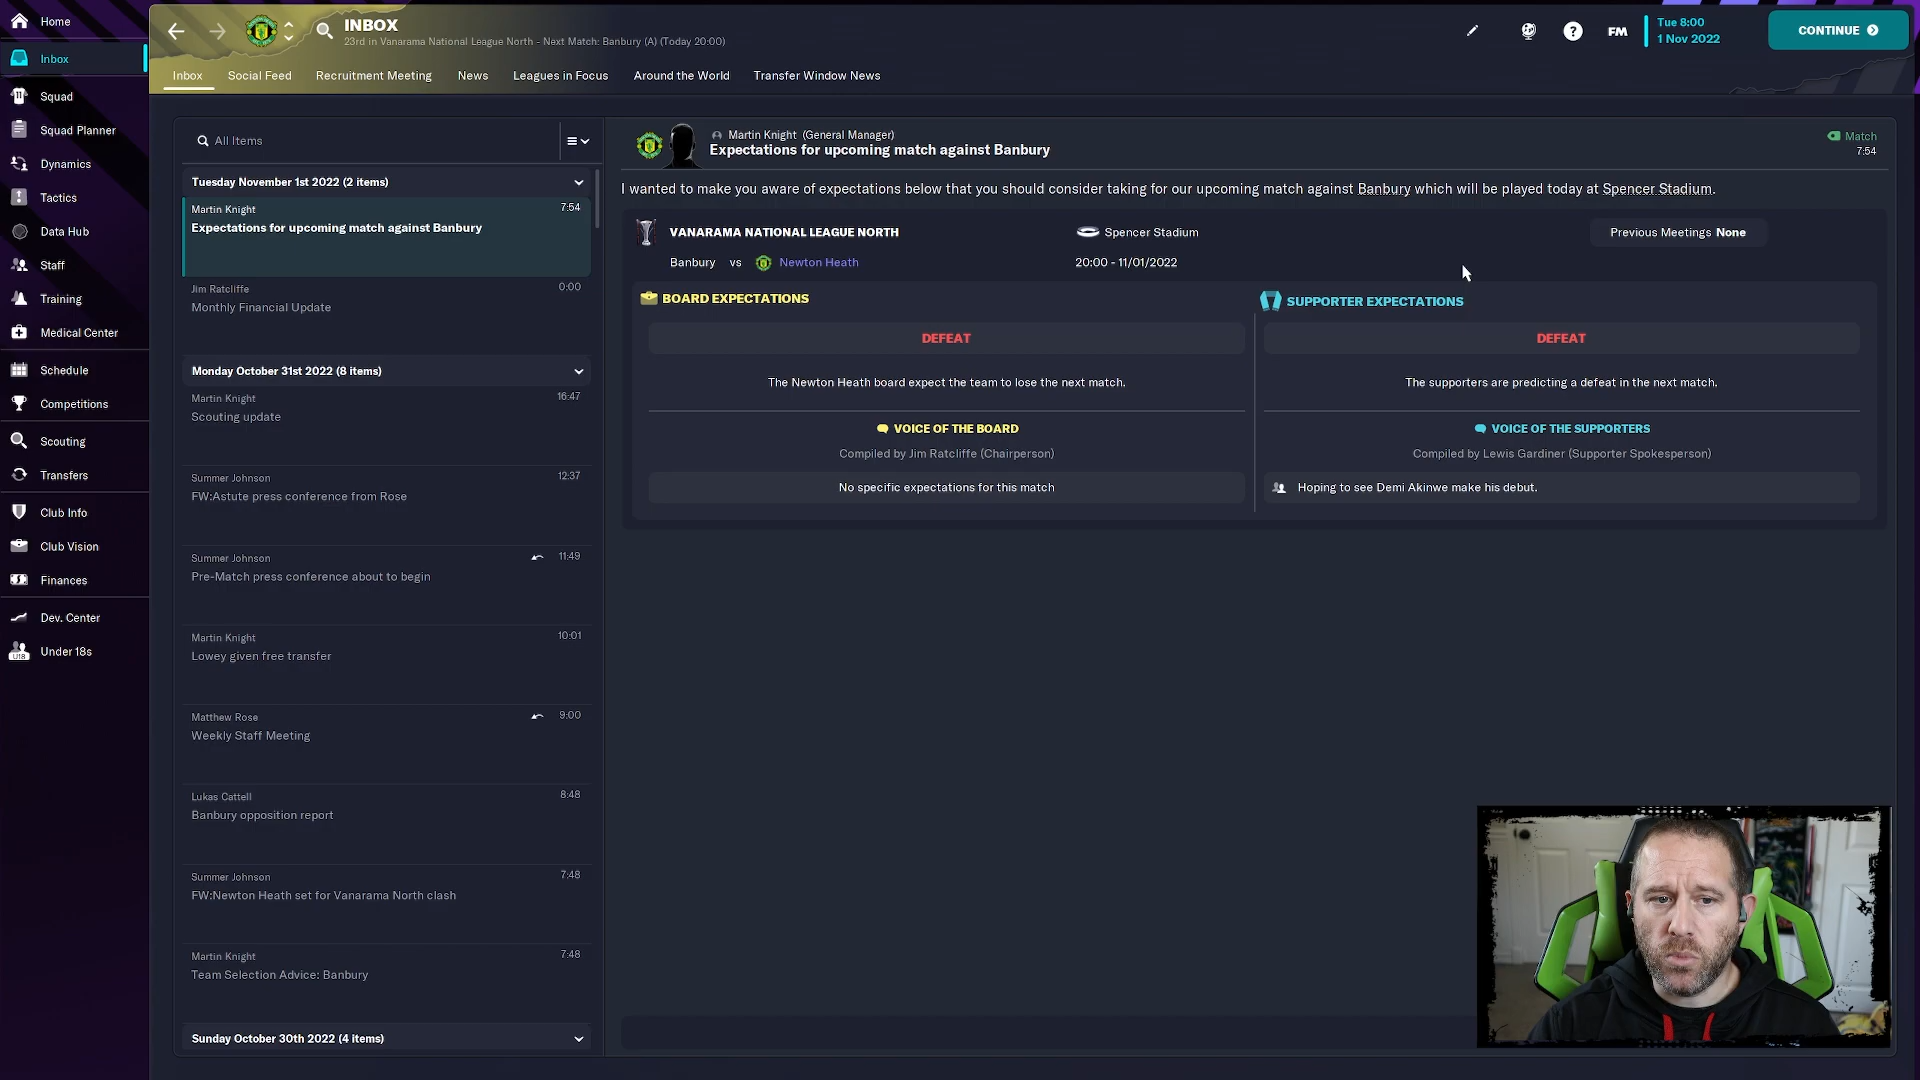 Home
Inbox
Squad
Squad Planner
Dynamics
Tactics
Data Hub
Staff
Training
Medical Center
Schedule
Competitions
Scouting
Transfers
Club Info
Club Vision
Finances
Dev. Center
U18
Under 18s
INBOX
23rd in Vanarama National League North - Next Match: Banbury (A) (Today 20:00)
?
FM
Tue 8:00
1 Nov 2022
CONTINUE
Inbox
Social Feed
Recruitment Meeting
News
Leagues in Focus
Around the World
Transfer Window News
All Items
Tuesday November 1st 2022 (2 items)
Martin Knight 7:54
Expectations for upcoming match against Banbury
Jim Ratcliffe 0:00
Monthly Financial Update
Monday October 31st 2022 (8 items)
Martin Knight 16:47
Scouting update
Summer Johnson 12:37
FW:Astute press conference from Rose
Summer Johnson 11:49
Pre-Match press conference about to begin
Martin Knight 10:01
Lowey given free transfer
Matthew Rose 9:00
Weekly Staff Meeting
Lukas Cattell 8:48
Banbury opposition report
Summer Johnson 7:48
FW:Newton Heath set for Vanarama North clash
Martin Knight 7:48
Team Selection Advice: Banbury
Sunday October 30th 2022 (4 items)
Martin Knight (General Manager)
Expectations for upcoming match against Banbury
Match
7:54
I wanted to make you aware of expectations below that you should consider taking for our upcoming match against Banbury which will be played today at Spencer Stadium.
VANARAMA NATIONAL LEAGUE NORTH
Spencer Stadium
Previous Meetings None
Banbury vs Newton Heath
20:00 - 11/01/2022
BOARD EXPECTATIONS
DEFEAT
The Newton Heath board expect the team to lose the next match.
VOICE OF THE BOARD
Compiled by Jim Ratcliffe (Chairperson)
No specific expectations for this match
SUPPORTER EXPECTATIONS
DEFEAT
The supporters are predicting a defeat in the next match.
VOICE OF THE SUPPORTERS
Compiled by Lewis Gardiner (Supporter Spokesperson)
Hoping to see Demi Akinwe make his debut.